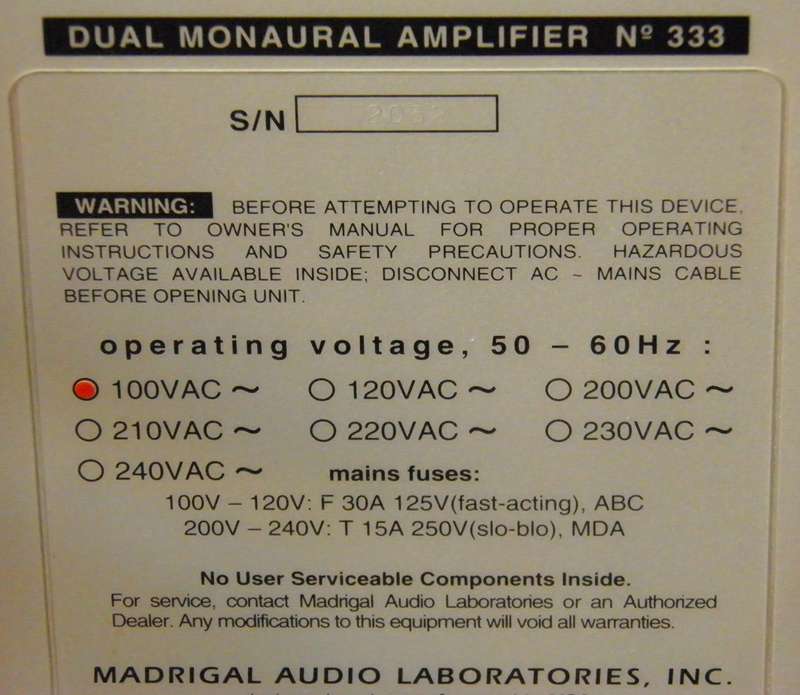 DUAL MONAURAL AMPLIFIER Nº 333
S/N
WARNING: BEFORE ATTEMPTING TO OPERATE THIS DEVICE,
REFER TO OWNER'S MANUAL FOR PROPER OPERATING
INSTRUCTIONS AND SAFETY PRECAUTIONS. HAZARDOUS
VOLTAGE AVAILABLE INSIDE; DISCONNECT AC ~ MAINS CABLE
BEFORE OPENING UNIT.
operating voltage, 50 – 60Hz :
100VAC ~ 120VAC ~ 200VAC ~
210VAC ~ 220VAC ~ 230VAC ~
240VAC ~ mains fuses:
100V – 120V: F 30A 125V(fast-acting), ABC
200V – 240V: T 15A 250V(slo-blo), MDA
No User Serviceable Components Inside.
For service, contact Madrigal Audio Laboratories or an Authorized
Dealer. Any modifications to this equipment will void all warranties.
MADRIGAL AUDIO LABORATORIES, INC.